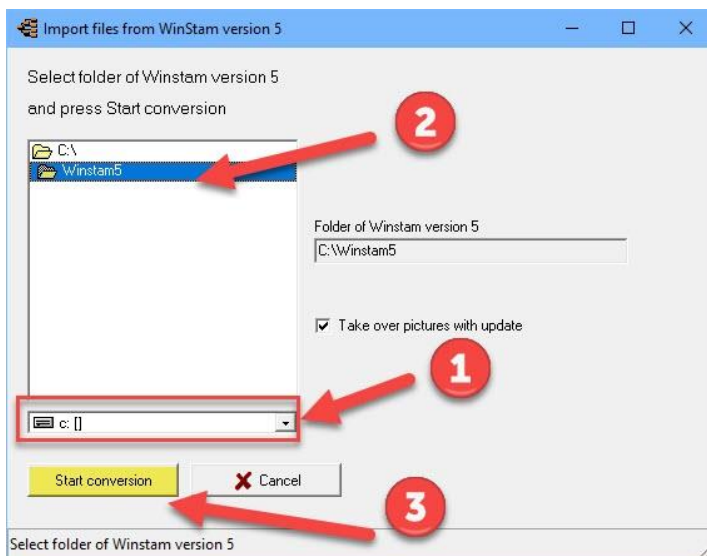 Import files from WinStam version 5
Select folder of Winstam version 5
and press Start conversion
2
C:\
Winstam5
Folder of Winstam version 5
C:\Winstam5
Take over pictures with update
1
c: []
Start conversion
Cancel
3
Select folder of Winstam version 5